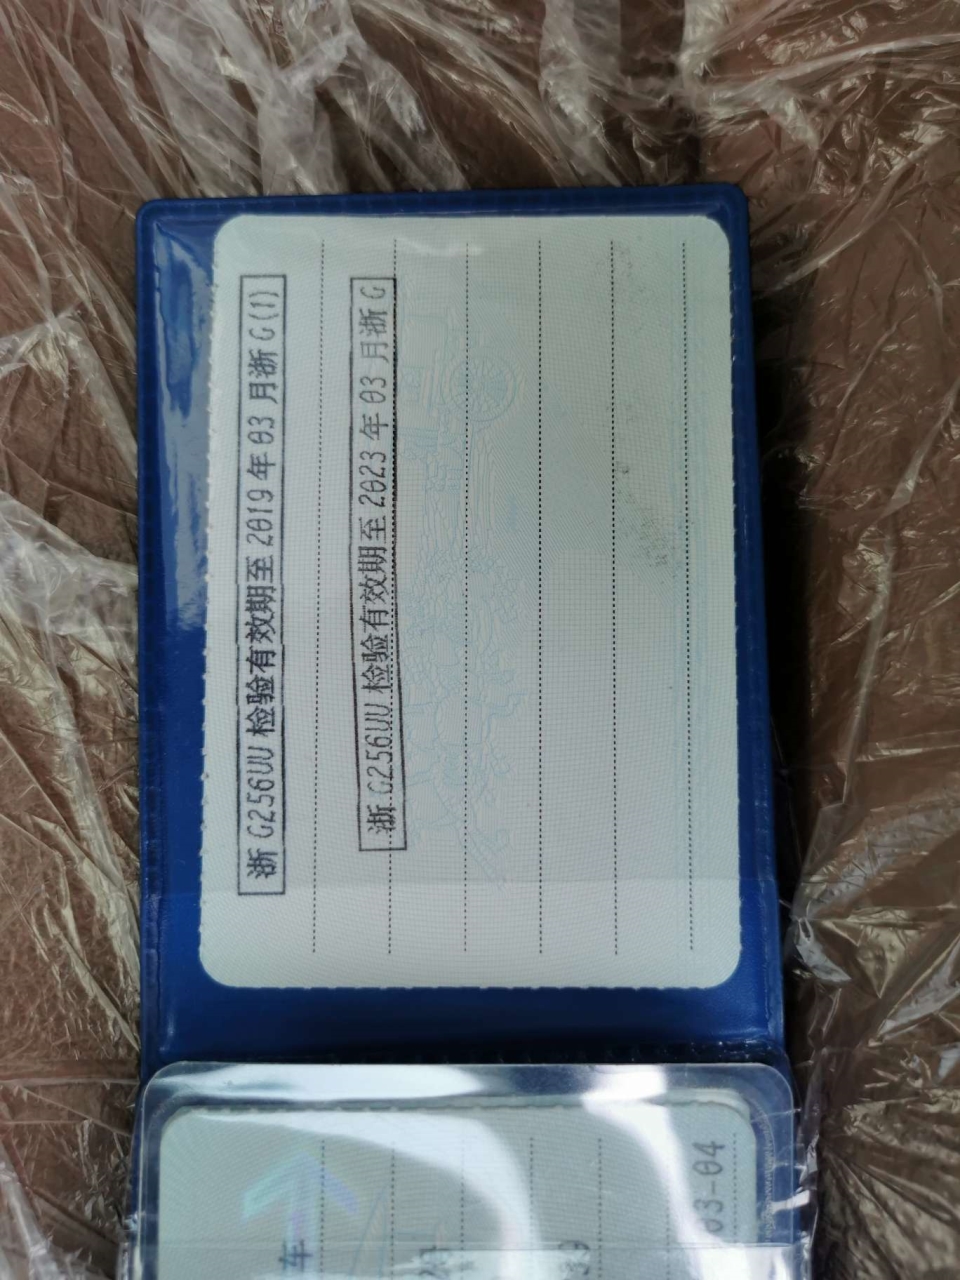 浙 G256UU 检验有效期至 2019 年 03 月浙 G(1)
浙 G256UU 检验有效期至 2023 年 03 月浙 G
车
03-04